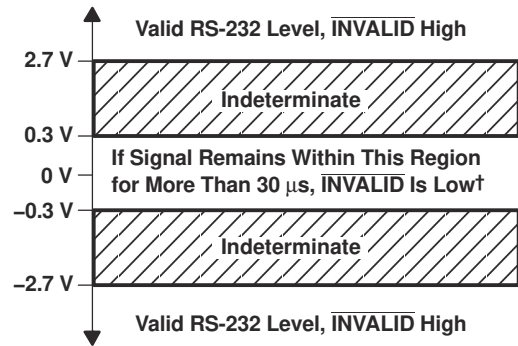 Valid RS-232 Level, INVALID High
2.7 V
Indeterminate
0.3 V
If Signal Remains Within This Region
0 V
for More Than 30 μs, INVALID Is Low†
−0.3 V
Indeterminate
−2.7 V
Valid RS-232 Level, INVALID High